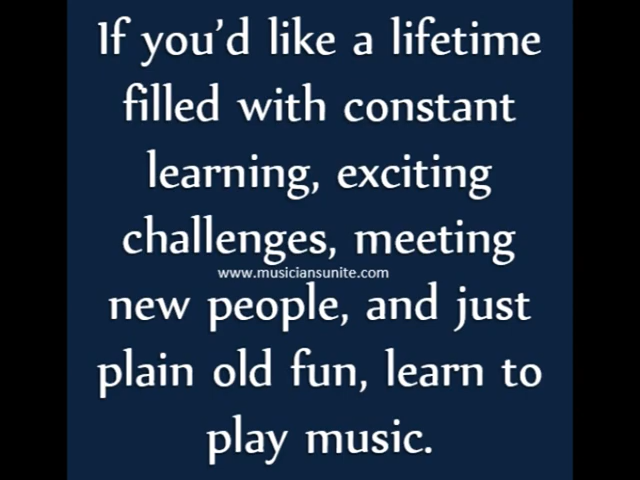 If you'd like a lifetime
filled with constant
learning, exciting
challenges, meeting
www.musiciansunite.com
new people, and just
plain old fun, learn to
play music.